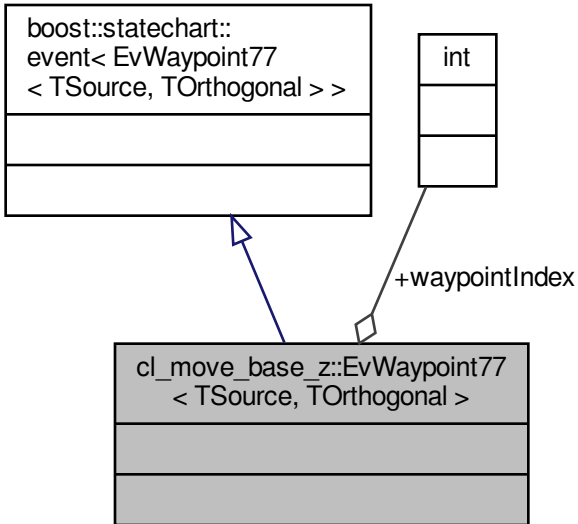 boost::statechart::
event< EvWaypoint77
< TSource, TOrthogonal > >
int
+waypointIndex
cl_move_base_z::EvWaypoint77
< TSource, TOrthogonal >